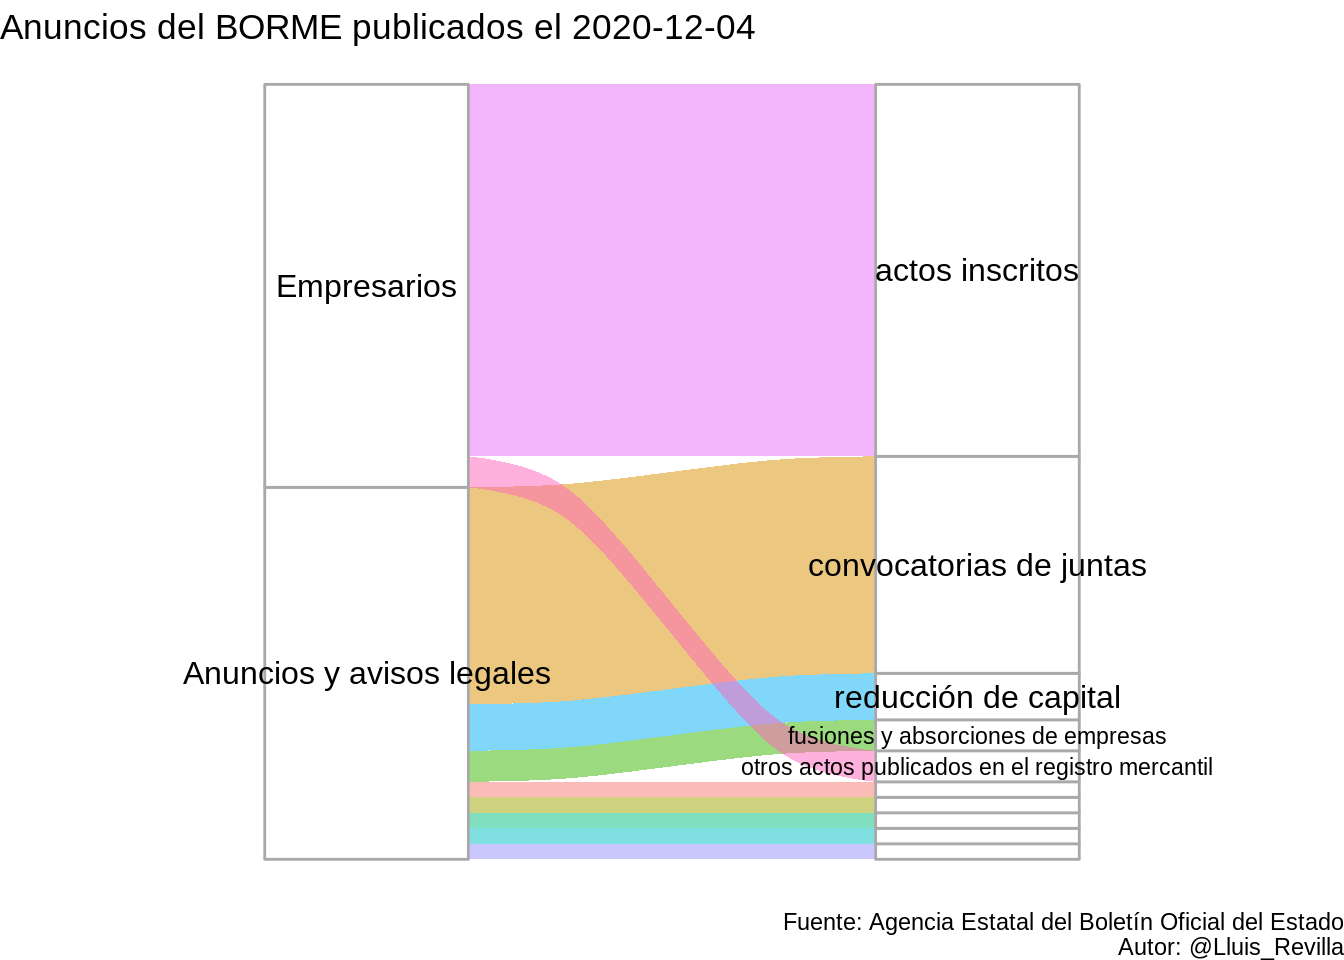 Anuncios del BORME publicados el 2020-12-04
Empresarios
actos inscritos
convocatorias de juntas
Anuncios y avisos legales
reducción de capital
fusiones y absorciones de empresas
otros actos publicados en el registro mercantil
Fuente: Agencia Estatal del Boletín Oficial del Estado
Autor: @Lluis_Revilla